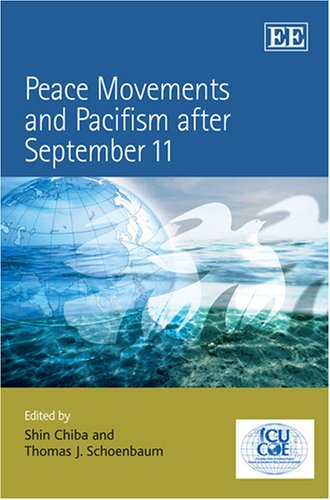 EE
Peace Movements
and Pacifism after
September 11
Edited by
Shin Chiba and
Thomas J. Schoenbaum
ICU
COE